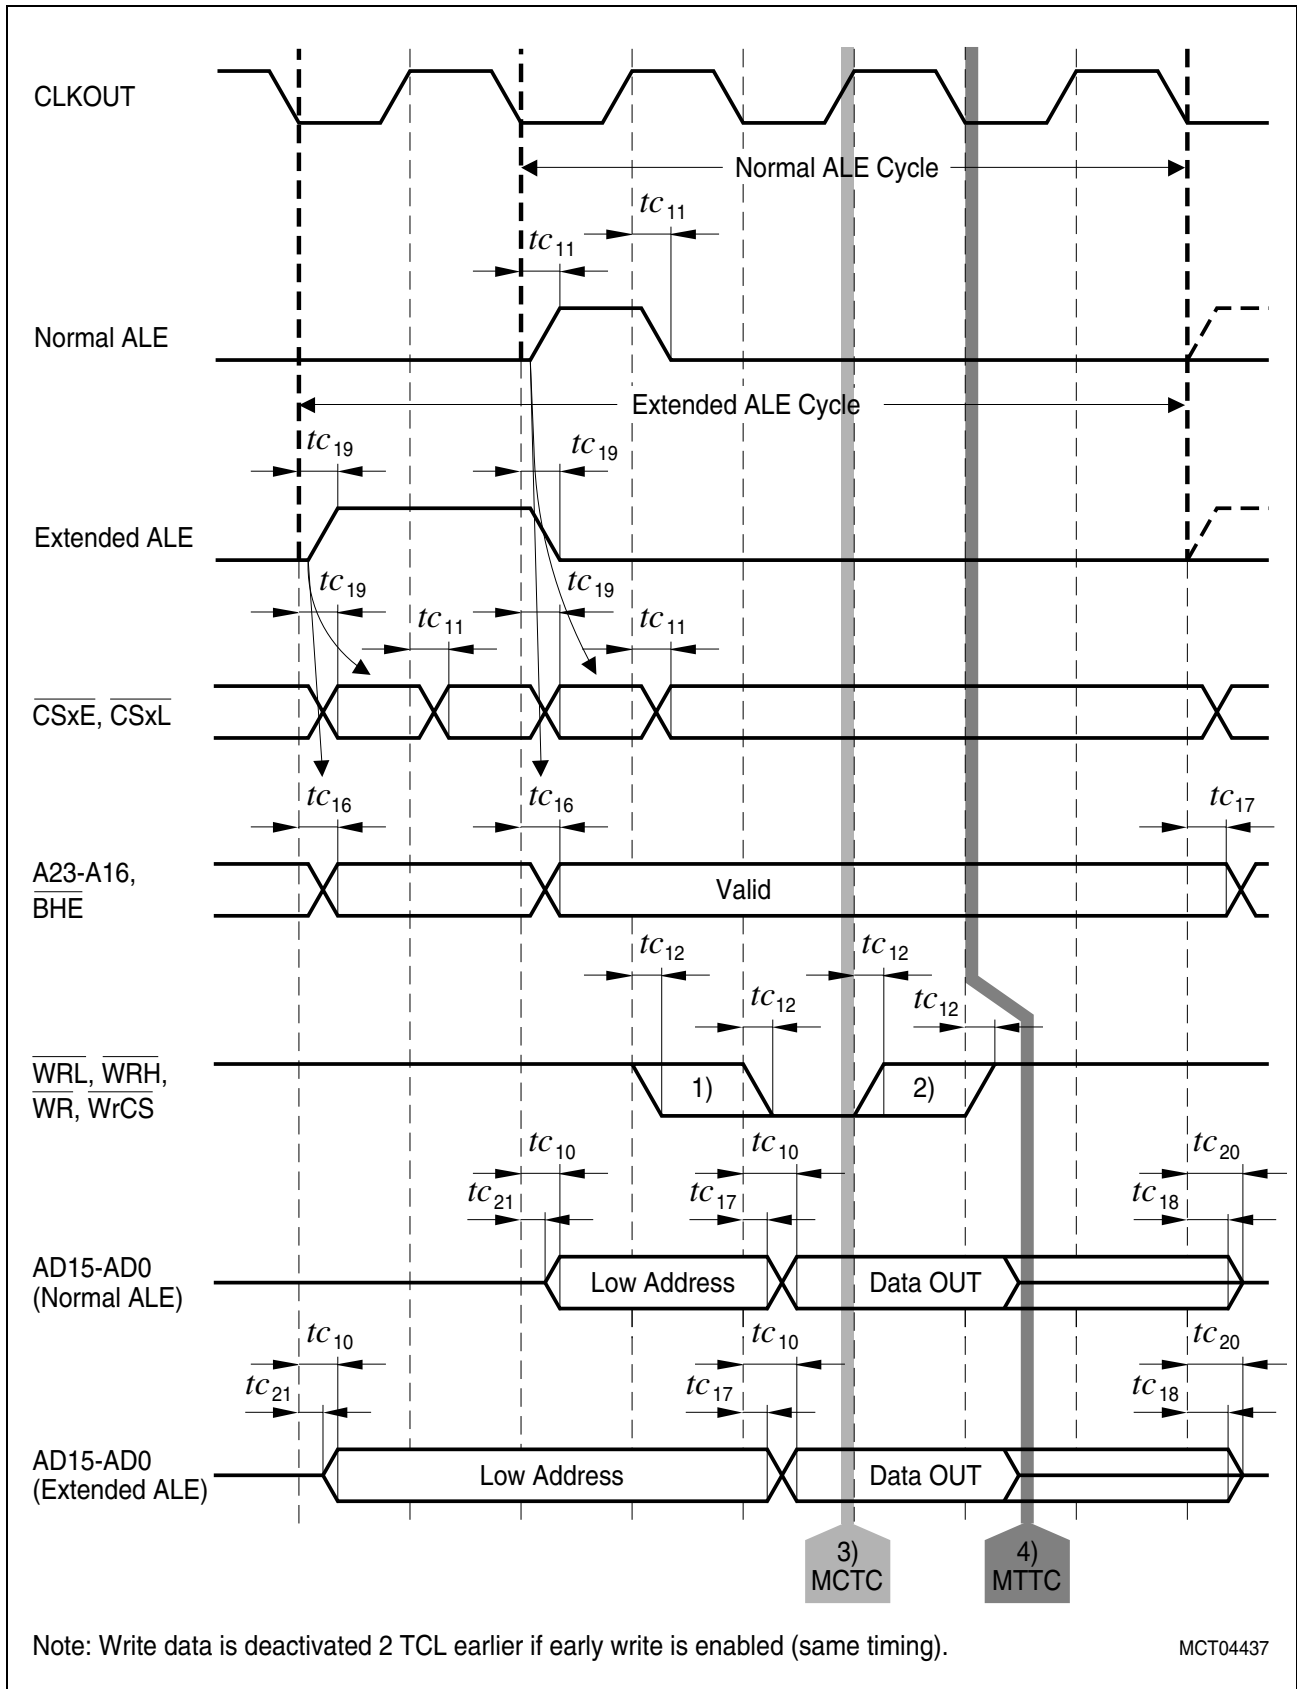 CLKOUT
Normal ALE Cycle
tc11
tc11
Normal ALE
Extended ALE Cycle
tc19
tc19
Extended ALE
tc19
tc19
tc11
tc11
CSxE, CSxL
tc16
tc16
tc17
A23-A16,
BHE
Valid
tc12
tc12
tc12
tc12
WRL, WRH,
WR, WrCS
1)
2)
tc10
tc10
tc20
tc21
tc17
tc18
AD15-AD0
(Normal ALE)
Low Address
Data OUT
tc10
tc10
tc20
tc21
tc17
tc18
AD15-AD0
(Extended ALE)
Low Address
Data OUT
3)
MCTC
4)
MTTC
Note: Write data is deactivated 2 TCL earlier if early write is enabled (same timing).
MCT04437